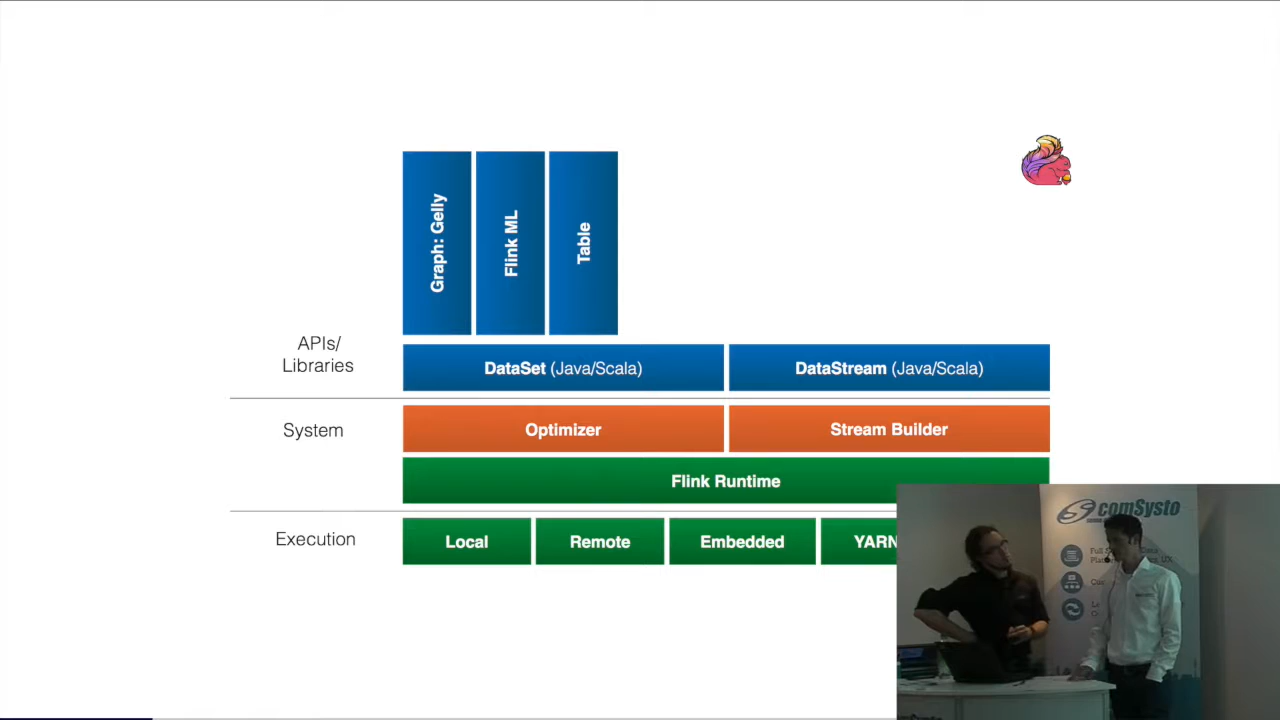 Graph: Gelly
Flink ML
Table
APIs/
Libraries
DataSet (Java/Scala)
DataStream (Java/Scala)
System
Optimizer
Stream Builder
Flink Runtime
Execution
Local
Remote
Embedded
YARN
comSysto
Full